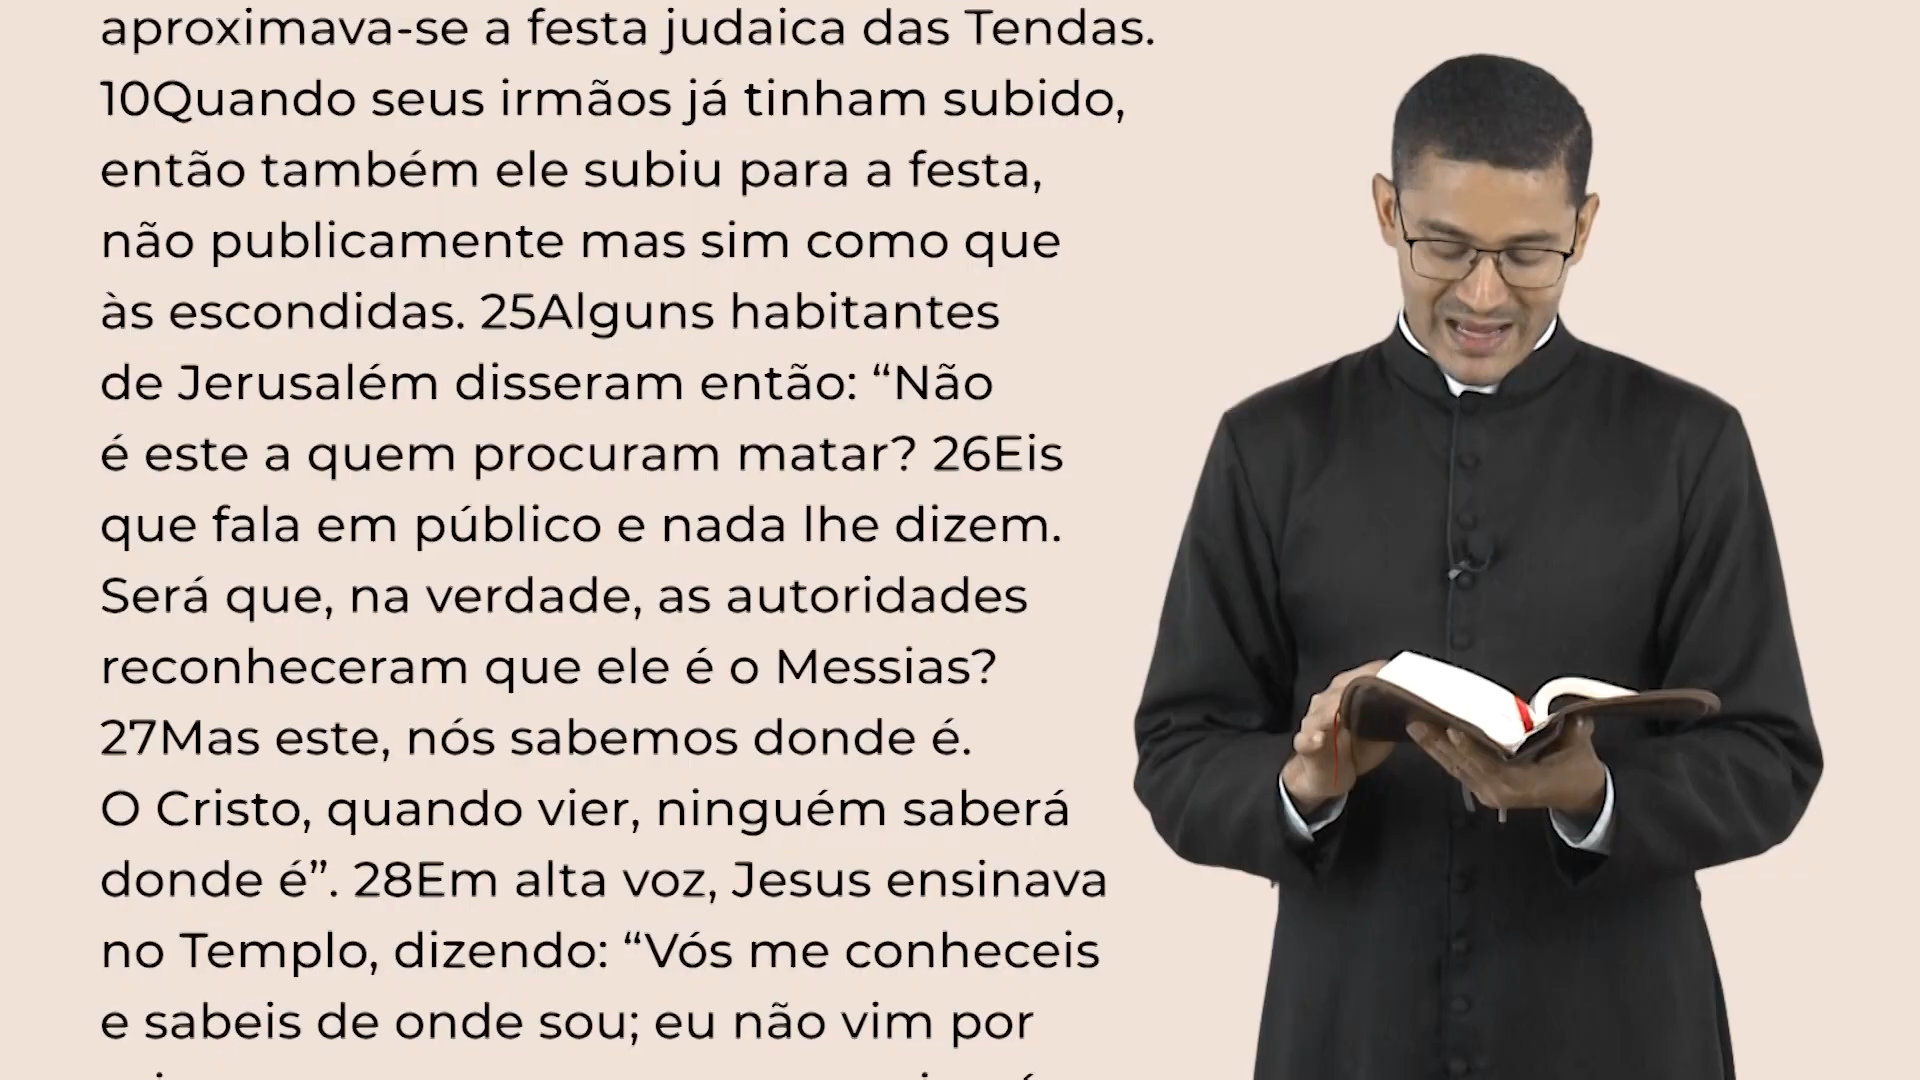 aproximava-se a festa judaica das Tendas.
10Quando seus irmãos já tinham subido,
então também ele subiu para a festa,
não publicamente mas sim como que
às escondidas. 25Alguns habitantes
de Jerusalém disseram então: “Não
é este a quem procuram matar? 26Eis
que fala em público e nada lhe dizem.
Será que, na verdade, as autoridades
reconheceram que ele é o Messias?
27Mas este, nós sabemos donde é.
O Cristo, quando vier, ninguém saberá
donde é”. 28Em alta voz, Jesus ensinava
no Templo, dizendo: “Vós me conheceis
e sabeis de onde sou; eu não vim por